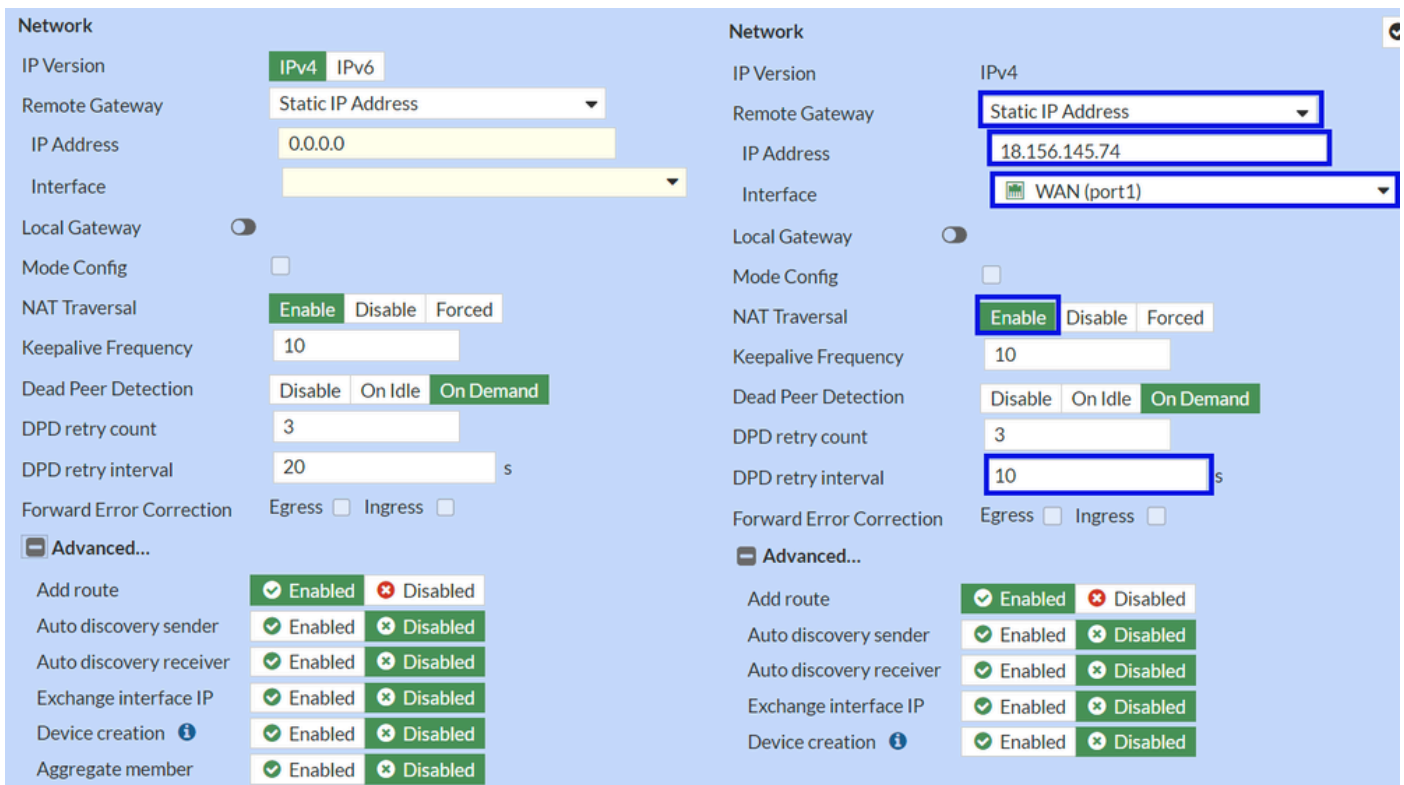 Network
IP Version IPv4 IPv6
Remote Gateway Static IP Address
IP Address 0.0.0.0
Interface
Local Gateway
Mode Config
NAT Traversal Enable Disable Forced
Keepalive Frequency 10
Dead Peer Detection Disable On Idle On Demand
DPD retry count 3
DPD retry interval 20 s
Forward Error Correction Egress Ingress
Advanced...
Add route Enabled Disabled
Auto discovery sender Enabled Disabled
Auto discovery receiver Enabled Disabled
Exchange interface IP Enabled Disabled
Device creation Enabled Disabled
Aggregate member Enabled Disabled
Network
IP Version IPv4
Remote Gateway Static IP Address
IP Address 18.156.145.74
Interface WAN (port1)
Local Gateway
Mode Config
NAT Traversal Enable Disable Forced
Keepalive Frequency 10
Dead Peer Detection Disable On Idle On Demand
DPD retry count 3
DPD retry interval 10 s
Forward Error Correction Egress Ingress
Advanced...
Add route Enabled Disabled
Auto discovery sender Enabled Disabled
Auto discovery receiver Enabled Disabled
Exchange interface IP Enabled Disabled
Device creation Enabled Disabled